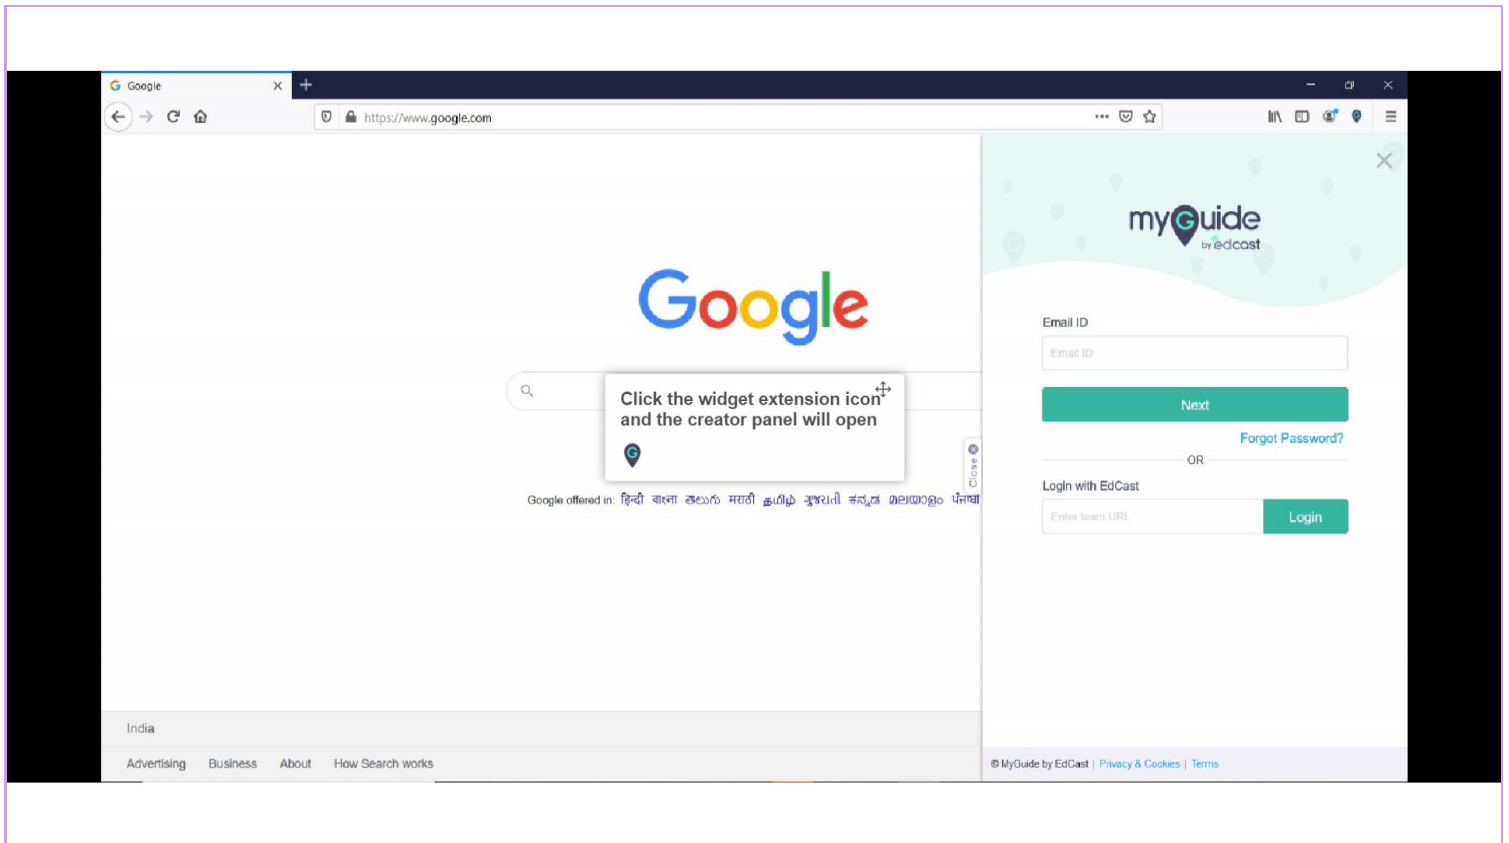 Google
https://www.google.com
myGuide
by edcast
Google
Email ID
Email ID
Click the widget extension icon
and the creator panel will open
Next
Forgot Password?
OR
Close
Login with EdCast
Google offered in: हिन्दी বাংলা తెలుగు मराठी தமிழ் ગુજરાતી ಕನ್ನಡ മലയാളം ਪੰਜਾਬੀ
Enter team URL
Login
India
Advertising Business About How Search works
© MyGuide by EdCast | Privacy & Cookies | Terms